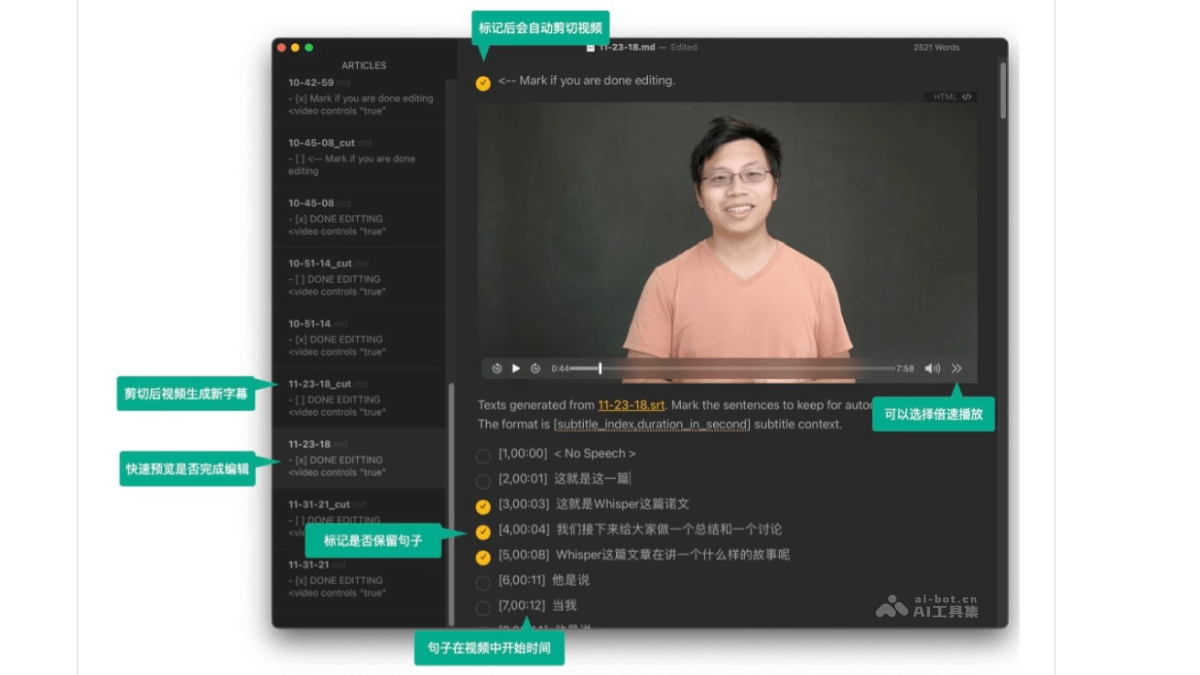 标记后会自动剪切视频
11-23-18.md — Edited
2521 Words
ARTICLES
10-42-59 .md
- [x] Mark if you are done editing
<video controls "true"
10-45-08_cut .md
- [ ] <-- Mark if you are done
editing
10-45-08 .md
- [x] DONE EDITTING
<video controls "true"
10-51-14_cut .md
- [ ] DONE EDITTING
<video controls "true"
10-51-14 .md
- [x] DONE EDITTING
<video controls "true"
11-23-18_cut .md
- [ ] DONE EDITTING
<video controls "true"
11-23-18 .md
- [x] DONE EDITTING
<video controls "true"
11-31-21_cut .md
- [ ] DONE EDITTING
11-31-21 .md
- [x] DONE EDITTING
<video controls "true"
剪切后视频生成新字幕
快速预览是否完成编辑
<-- Mark if you are done editing.
HTML </>
0:44
7:58
可以选择倍速播放
Texts generated from 11-23-18.srt. Mark the sentences to keep for
The format is [subtitle_index,duration_in_second] subtitle context.
[1,00:00] < No Speech >
[2,00:01] 这就是这一篇
[3,00:03] 这就是Whisper这篇诺文
[4,00:04] 我们接下来给大家做一个总结和一个讨论
[5,00:08] Whisper这篇文章在讲一个什么样的故事呢
[6,00:11] 他是说
[7,00:12] 当我
标记是否保留句子
句子在视频中开始时间
ai-bot.cn
AI工具集